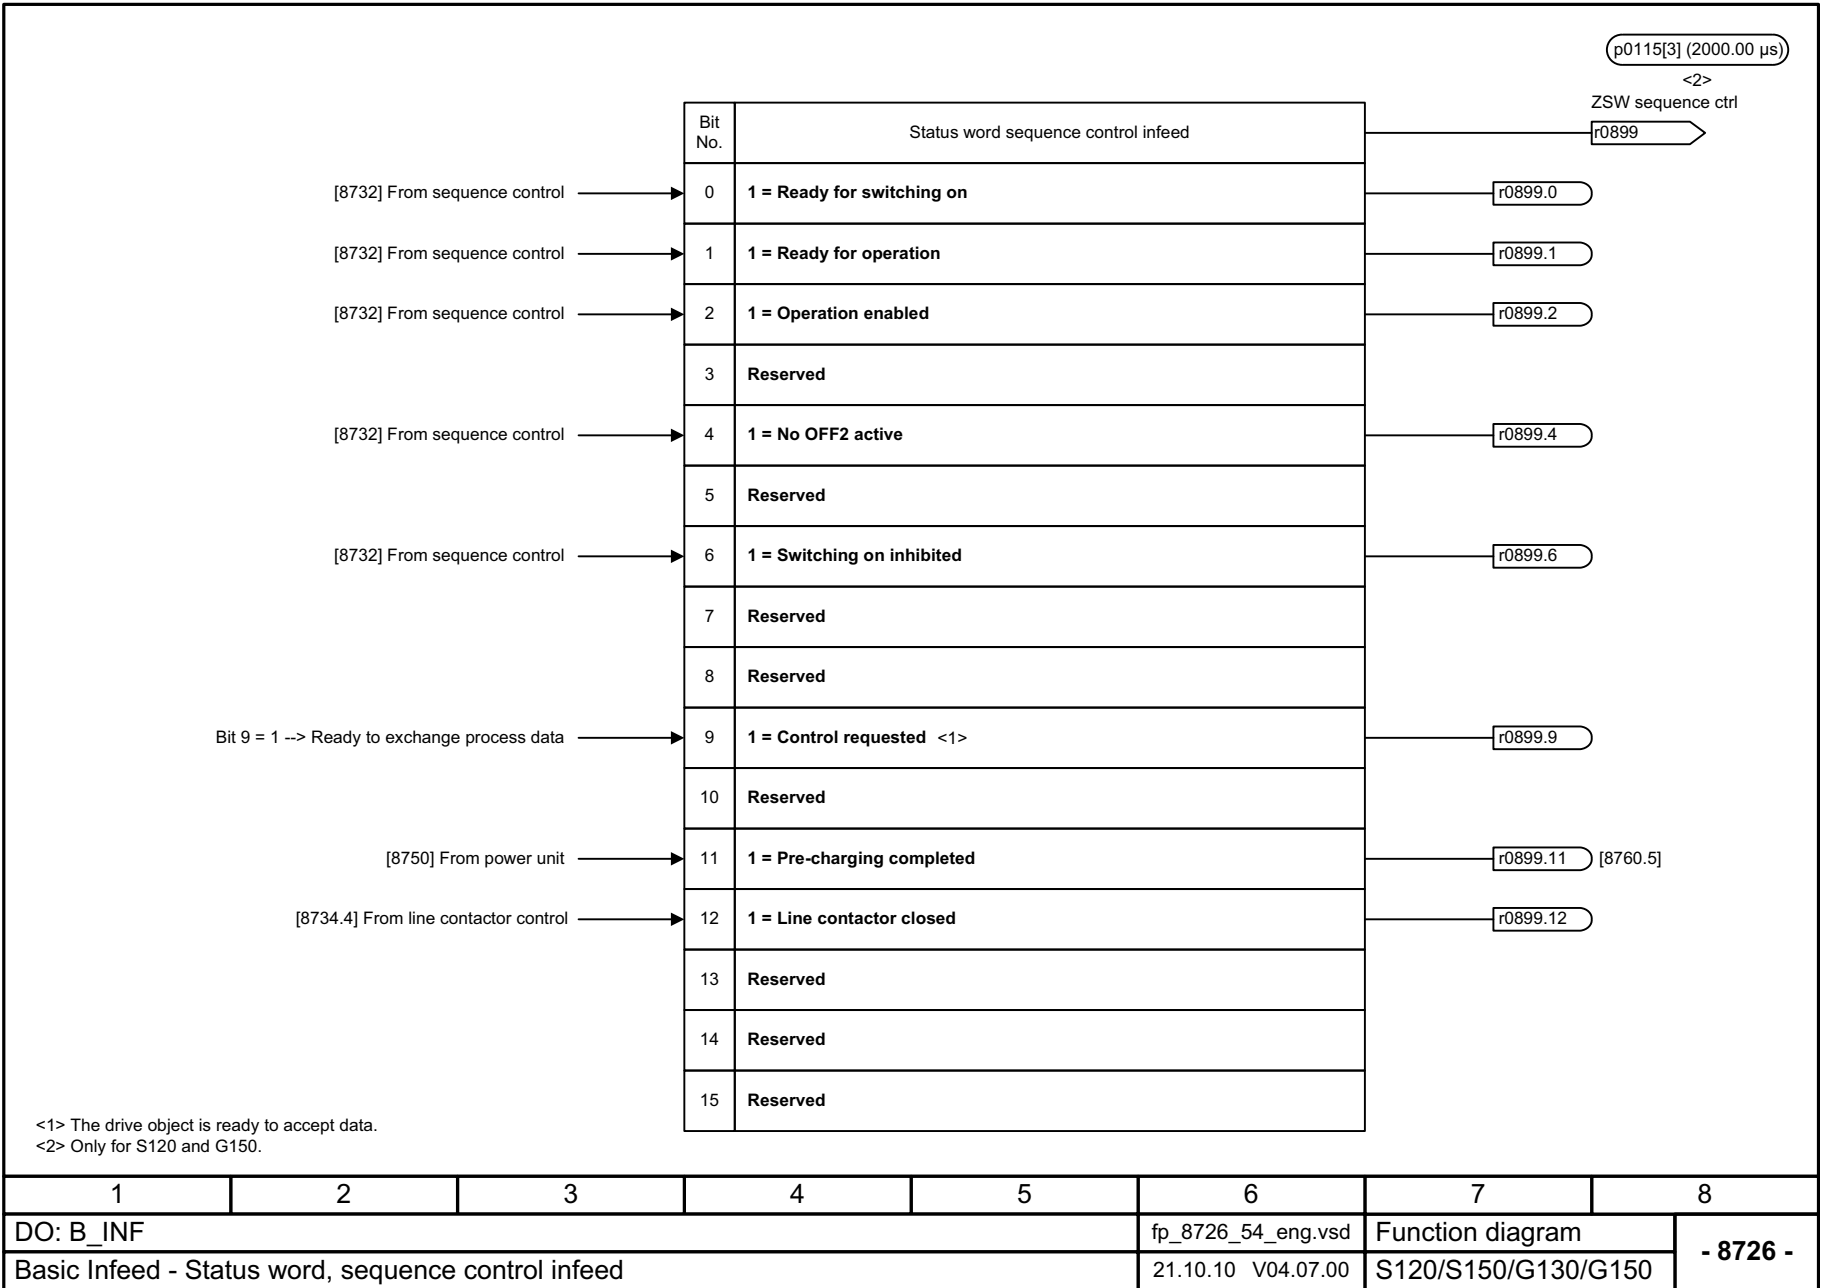 p0115[3] (2000.00 µs)
<2>
ZSW sequence ctrl
Bit No. Status word sequence control infeed r0899
[8732] From sequence control 0 1 = Ready for switching on r0899.0
[8732] From sequence control 1 1 = Ready for operation r0899.1
[8732] From sequence control 2 1 = Operation enabled r0899.2
3 Reserved
[8732] From sequence control 4 1 = No OFF2 active r0899.4
5 Reserved
[8732] From sequence control 6 1 = Switching on inhibited r0899.6
7 Reserved
8 Reserved
Bit 9 = 1 --> Ready to exchange process data 9 1 = Control requested <1> r0899.9
10 Reserved
[8750] From power unit 11 1 = Pre-charging completed r0899.11 [8760.5]
[8734.4] From line contactor control 12 1 = Line contactor closed r0899.12
13 Reserved
14 Reserved
15 Reserved
<1> The drive object is ready to accept data.
<2> Only for S120 and G150.
1 2 3 4 5 6 7 8
DO: B_INF fp_8726_54_eng.vsd Function diagram - 8726 -
Basic Infeed - Status word, sequence control infeed 21.10.10 V04.07.00 S120/S150/G130/G150